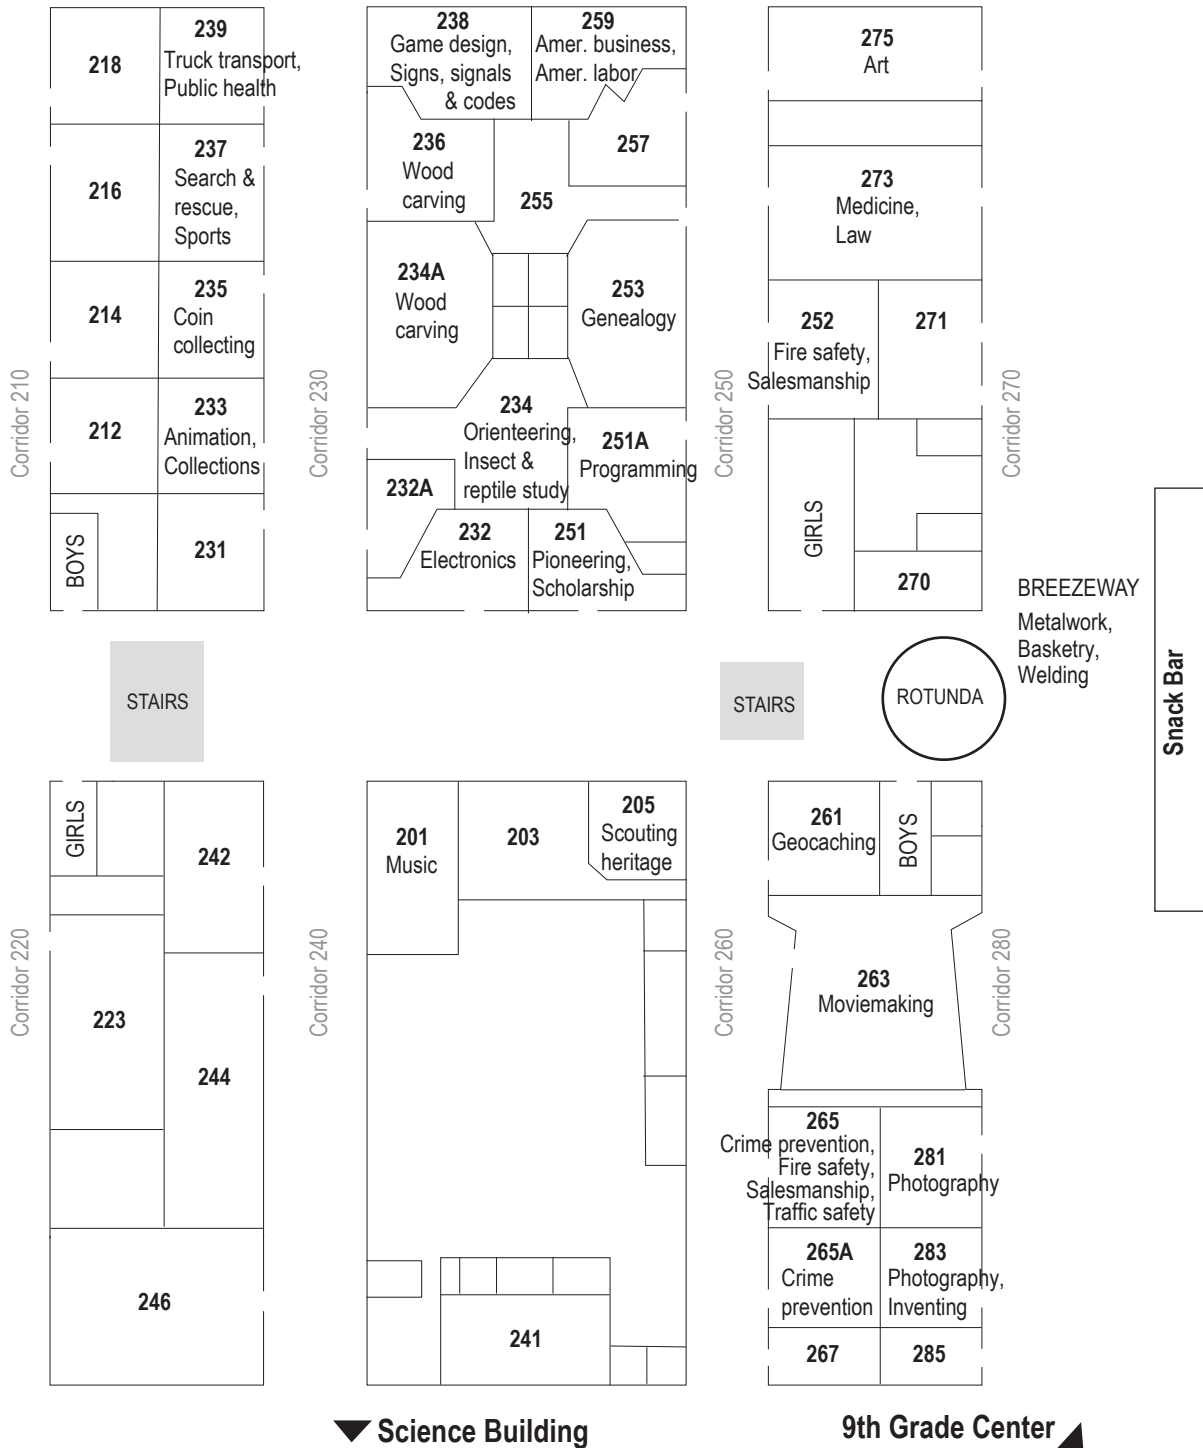 218
239
Truck transport,
Public health
216
237
Search &
rescue,
Sports
214
235
Coin
collecting
212
233
Animation,
Collections
BOYS
231
Corridor 210
Corridor 230
238
Game design,
Signs, signals
& codes
259
Amer. business,
Amer. labor
236
Wood
carving
257
255
234A
Wood
carving
253
Genealogy
234
Orienteering,
Insect &
reptile study
251A
Programming
232A
232
Electronics
251
Pioneering,
Scholarship
Corridor 250
275
Art
273
Medicine,
Law
252
Fire safety,
Salesmanship
271
GIRLS
270
Corridor 270
BREEZEWAY
Metalwork,
Basketry,
Welding
Snack Bar
STAIRS
STAIRS
ROTUNDA
GIRLS
242
223
244
246
Corridor 220
Corridor 240
201
Music
203
205
Scouting
heritage
241
Corridor 260
261
Geocaching
BOYS
263
Moviemaking
Corridor 280
265
Crime prevention,
Fire safety,
Salesmanship,
Traffic safety
281
Photography
265A
Crime
prevention
283
Photography,
Inventing
267
285
Science Building
9th Grade Center